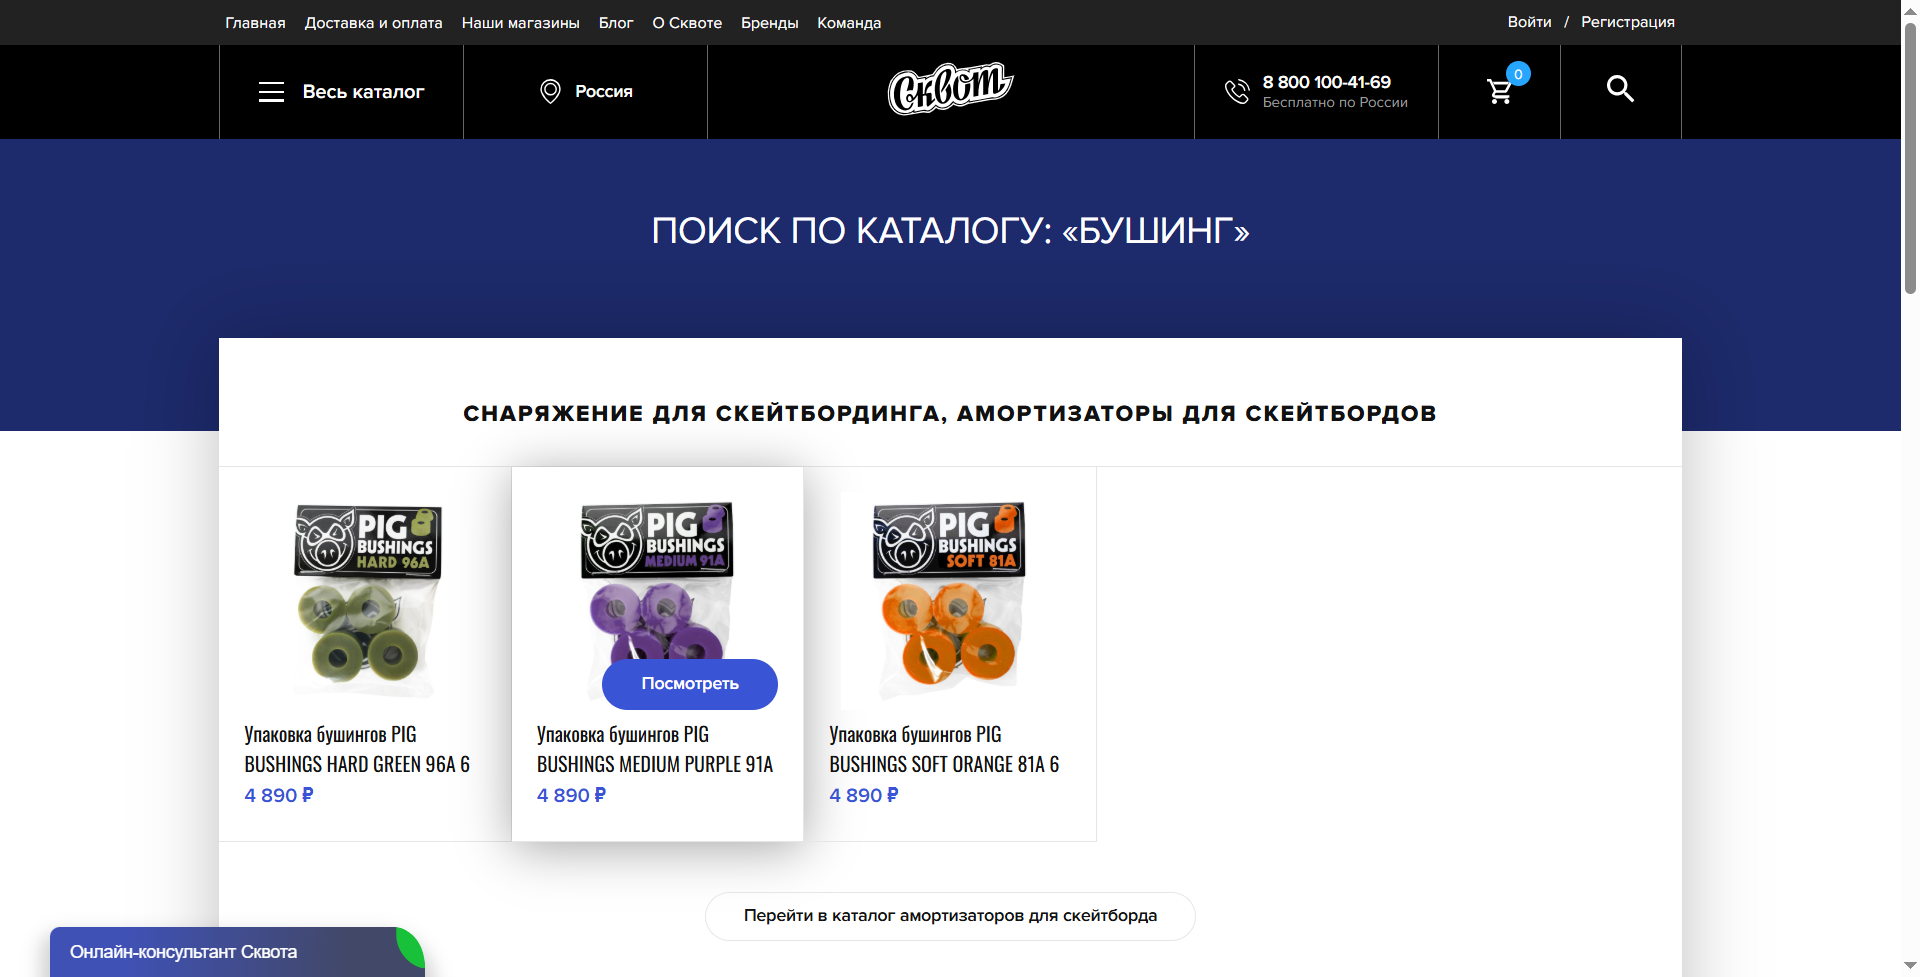 Главная Доставка и оплата Наши магазины Блог О Сквоте Бренды Команда Войти / Регистрация
Весь каталог
Россия
Сквот
8 800 100-41-69
Бесплатно по России
0
ПОИСК ПО КАТАЛОГУ: «БУШИНГ»
СНАРЯЖЕНИЕ ДЛЯ СКЕЙТБОРДИНГА, АМОРТИЗАТОРЫ ДЛЯ СКЕЙТБОРДОВ
PIG
BUSHINGS
HARD 96A
Упаковка бушингов PIG
BUSHINGS HARD GREEN 96A 6
4 890 ₽
PIG
BUSHINGS
MEDIUM 91A
Посмотреть
Упаковка бушингов PIG
BUSHINGS MEDIUM PURPLE 91A
4 890 ₽
PIG
BUSHINGS
SOFT 81A
Упаковка бушингов PIG
BUSHINGS SOFT ORANGE 81A 6
4 890 ₽
Перейти в каталог амортизаторов для скейтборда
Онлайн-консультант Сквота